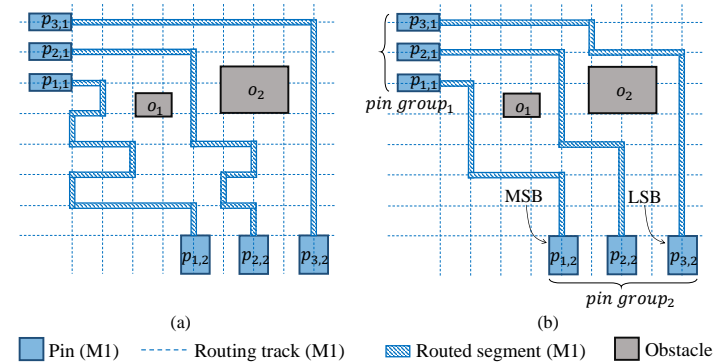 p3,1
p2,1
p1,1
o1
o2
p1,2
p2,2
p3,2
(a)
p3,1
p2,1
p1,1
pin group1
o1
o2
MSB
LSB
p1,2
p2,2
p3,2
pin group2
(b)
Pin (M1)
Routing track (M1)
Routed segment (M1)
Obstacle